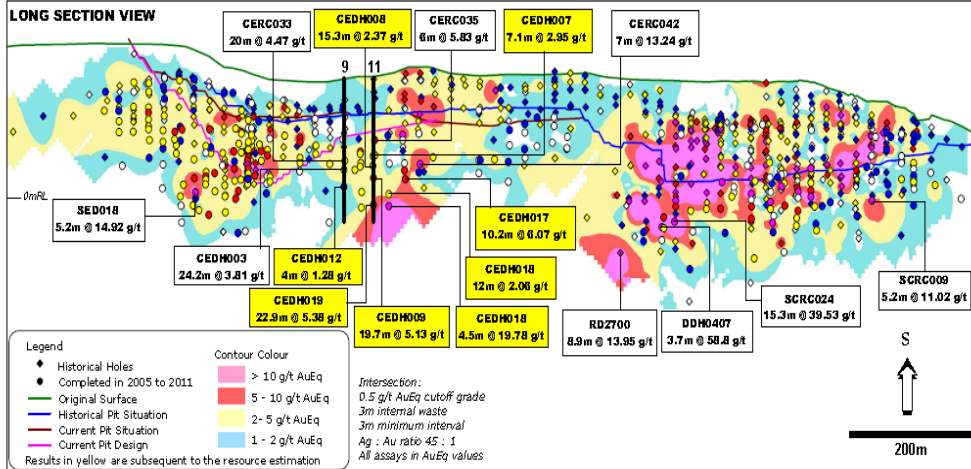 LONG SECTION VIEW
CERC033
20m @ 4.47 g/t
CEDH008
15.3m @ 2.37 g/t
CERC035
6m @ 5.83 g/t
CEDH007
7.1m @ 2.95 g/t
CERC042
7m @ 13.24 g/t
9
11
0mRL
SED018
5.2m @ 14.92 g/t
CEDH003
24.2m @ 3.81 g/t
CEDH012
4m @ 1.28 g/t
CEDH019
22.9m @ 5.38 g/t
CEDH009
19.7m @ 5.13 g/t
CEDH017
10.2m @ 6.07 g/t
CEDH018
12m @ 2.06 g/t
CEDH018
4.5m @ 19.78 g/t
RD2700
8.9m @ 13.95 g/t
DDH0407
3.7m @ 58.8 g/t
SCRC024
15.3m @ 39.53 g/t
SCRC009
5.2m @ 11.02 g/t
Legend
Historical Holes
Completed in 2005 to 2011
Original Surface
Historical Pit Situation
Current Pit Situation
Current Pit Design
Results in yellow are subsequent to the resource estimation
Contour Colour
> 10 g/t AuEq
5 - 10 g/t AuEq
2- 5 g/t AuEq
1 - 2 g/t AuEq
Intersection:
0.5 g/t AuEq cutoff grade
3m internal waste
3m minimum interval
Ag : Au ratio 45 : 1
All assays in AuEq values
S
200m